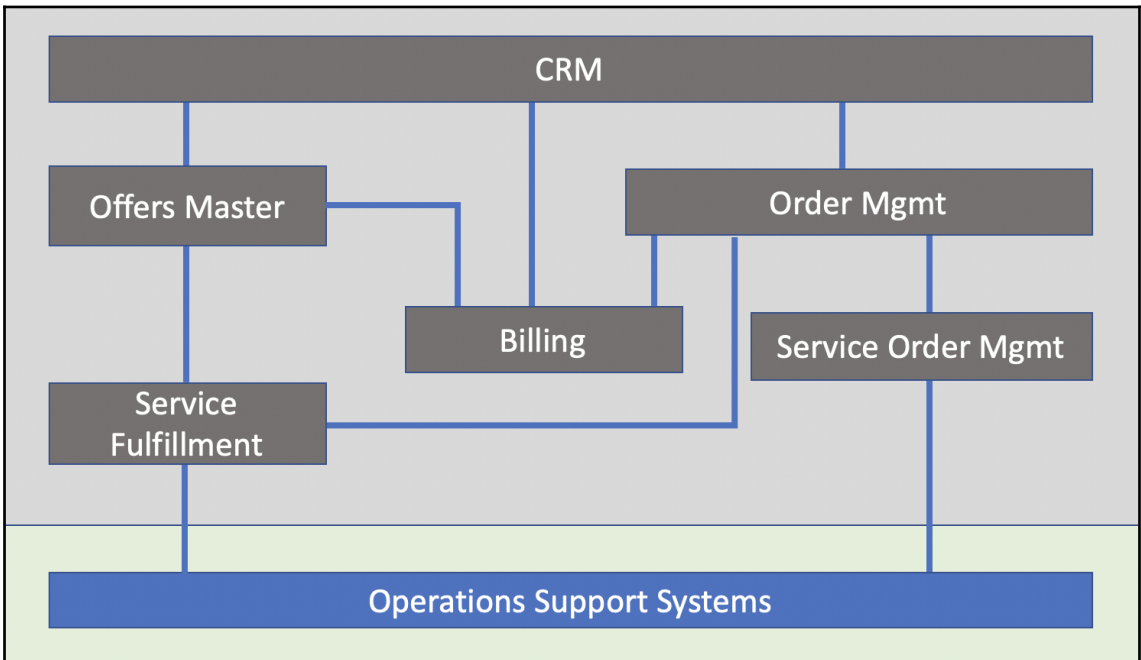 CRM
Offers Master
Order Mgmt
Billing
Service Order Mgmt
Service
Fulfillment
Operations Support Systems